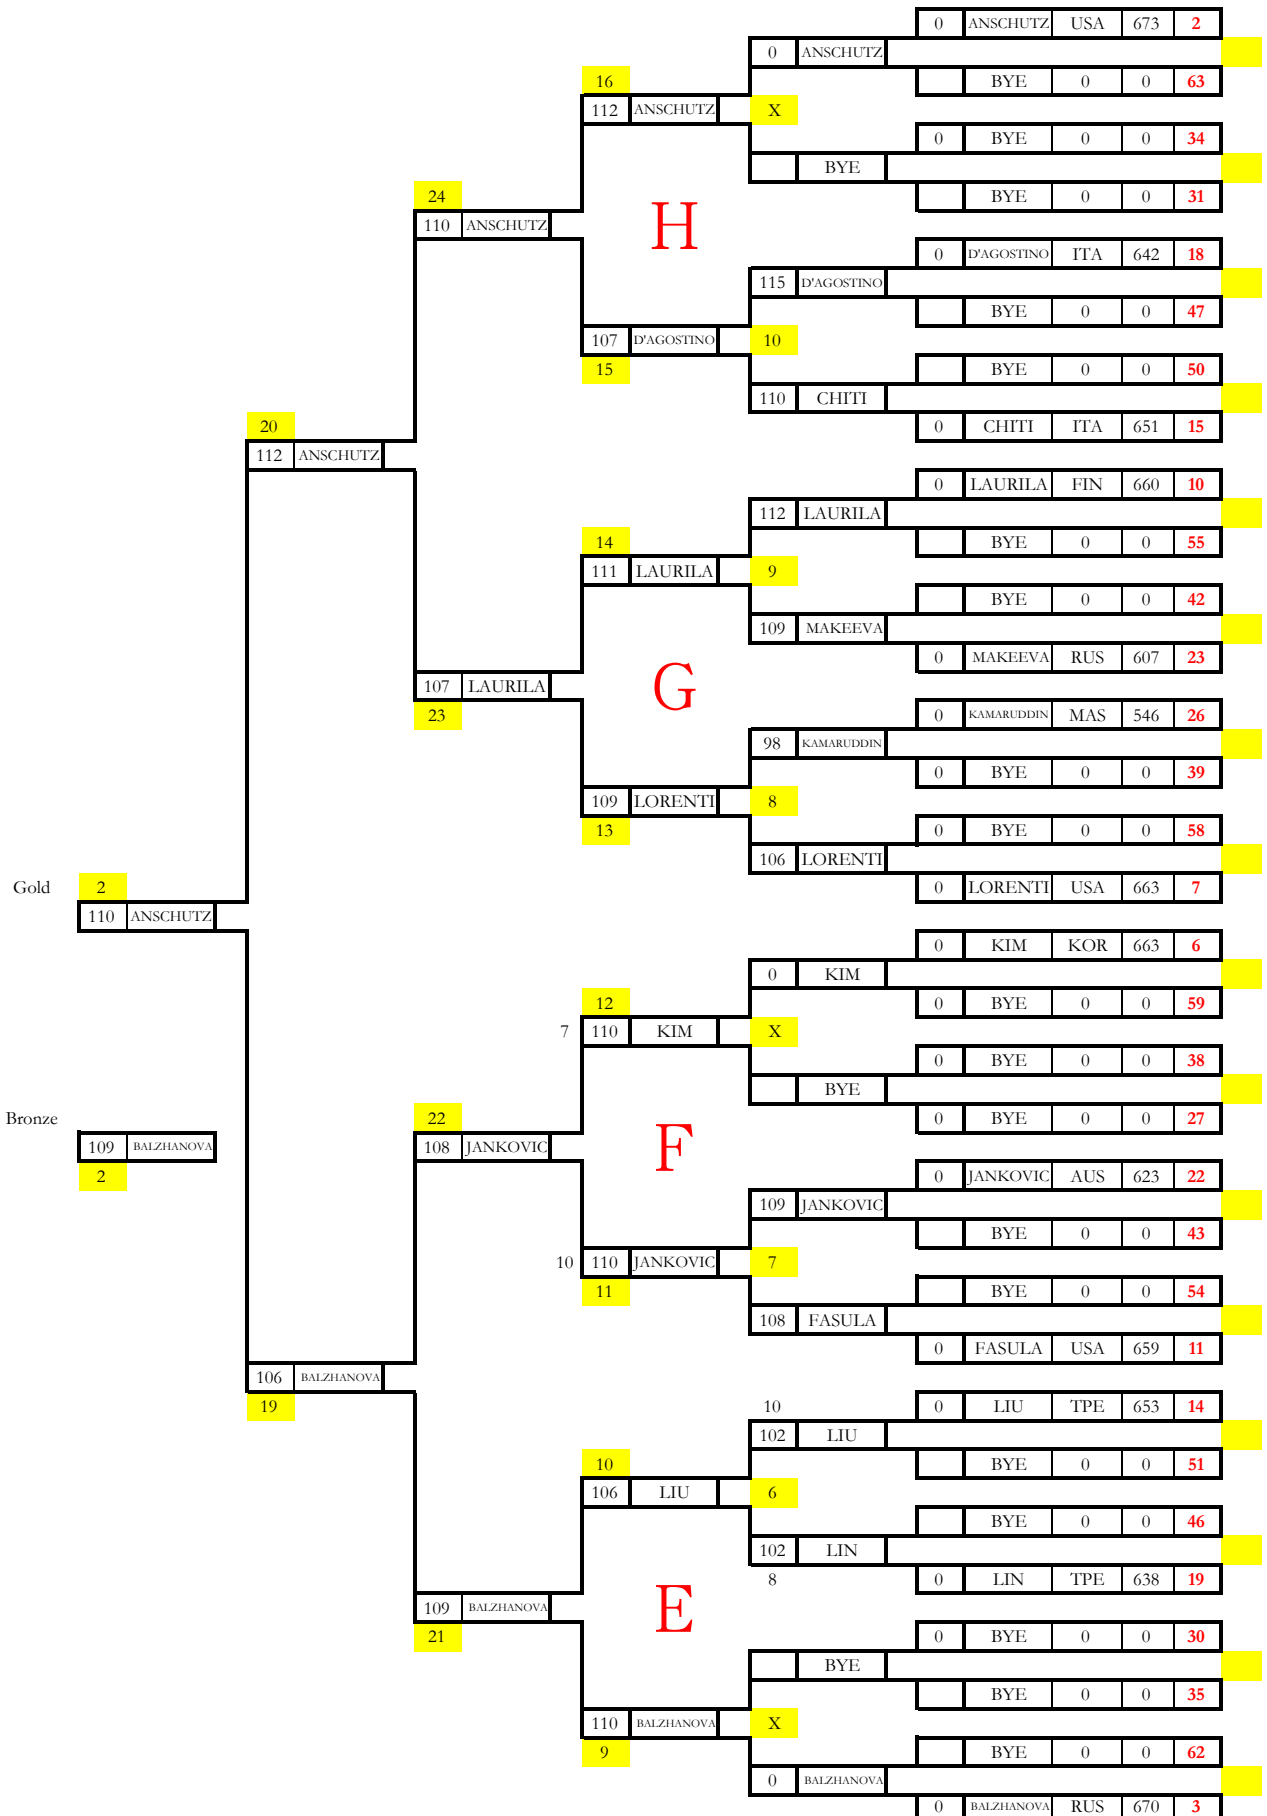 0 ANSCHUTZ USA 673 2
0 ANSCHUTZ
16 BYE 0 0 63
112 ANSCHUTZ X
0 BYE 0 0 34
BYE
24 BYE 0 0 31
110 ANSCHUTZ
H
0 D'AGOSTINO ITA 642 18
115 D'AGOSTINO
BYE 0 0 47
107 D'AGOSTINO 10
15 BYE 0 0 50
110 CHITI
20 0 CHITI ITA 651 15
112 ANSCHUTZ
0 LAURILA FIN 660 10
112 LAURILA
14 BYE 0 0 55
111 LAURILA 9
BYE 0 0 42
109 MAKEEVA
0 MAKEEVA RUS 607 23
107 LAURILA
G
23 0 KAMARUDDIN MAS 546 26
98 KAMARUDDIN
0 BYE 0 0 39
109 LORENTI 8
13 0 BYE 0 0 58
106 LORENTI
Gold 2 0 LORENTI USA 663 7
110 ANSCHUTZ
0 KIM KOR 663 6
0 KIM
12 0 BYE 0 0 59
7 110 KIM X
0 BYE 0 0 38
BYE
Bronze 22 0 BYE 0 0 27
109 BALZHANOVA 108 JANKOVIC
F
2 0 JANKOVIC AUS 623 22
109 JANKOVIC
BYE 0 0 43
10 110 JANKOVIC 7
11 BYE 0 0 54
108 FASULA
0 FASULA USA 659 11
106 BALZHANOVA
19 10 0 LIU TPE 653 14
102 LIU
10 BYE 0 0 51
106 LIU 6
BYE 0 0 46
102 LIN
8 0 LIN TPE 638 19
109 BALZHANOVA
E
21 0 BYE 0 0 30
BYE
BYE 0 0 35
110 BALZHANOVA X
9 BYE 0 0 62
0 BALZHANOVA
0 BALZHANOVA RUS 670 3